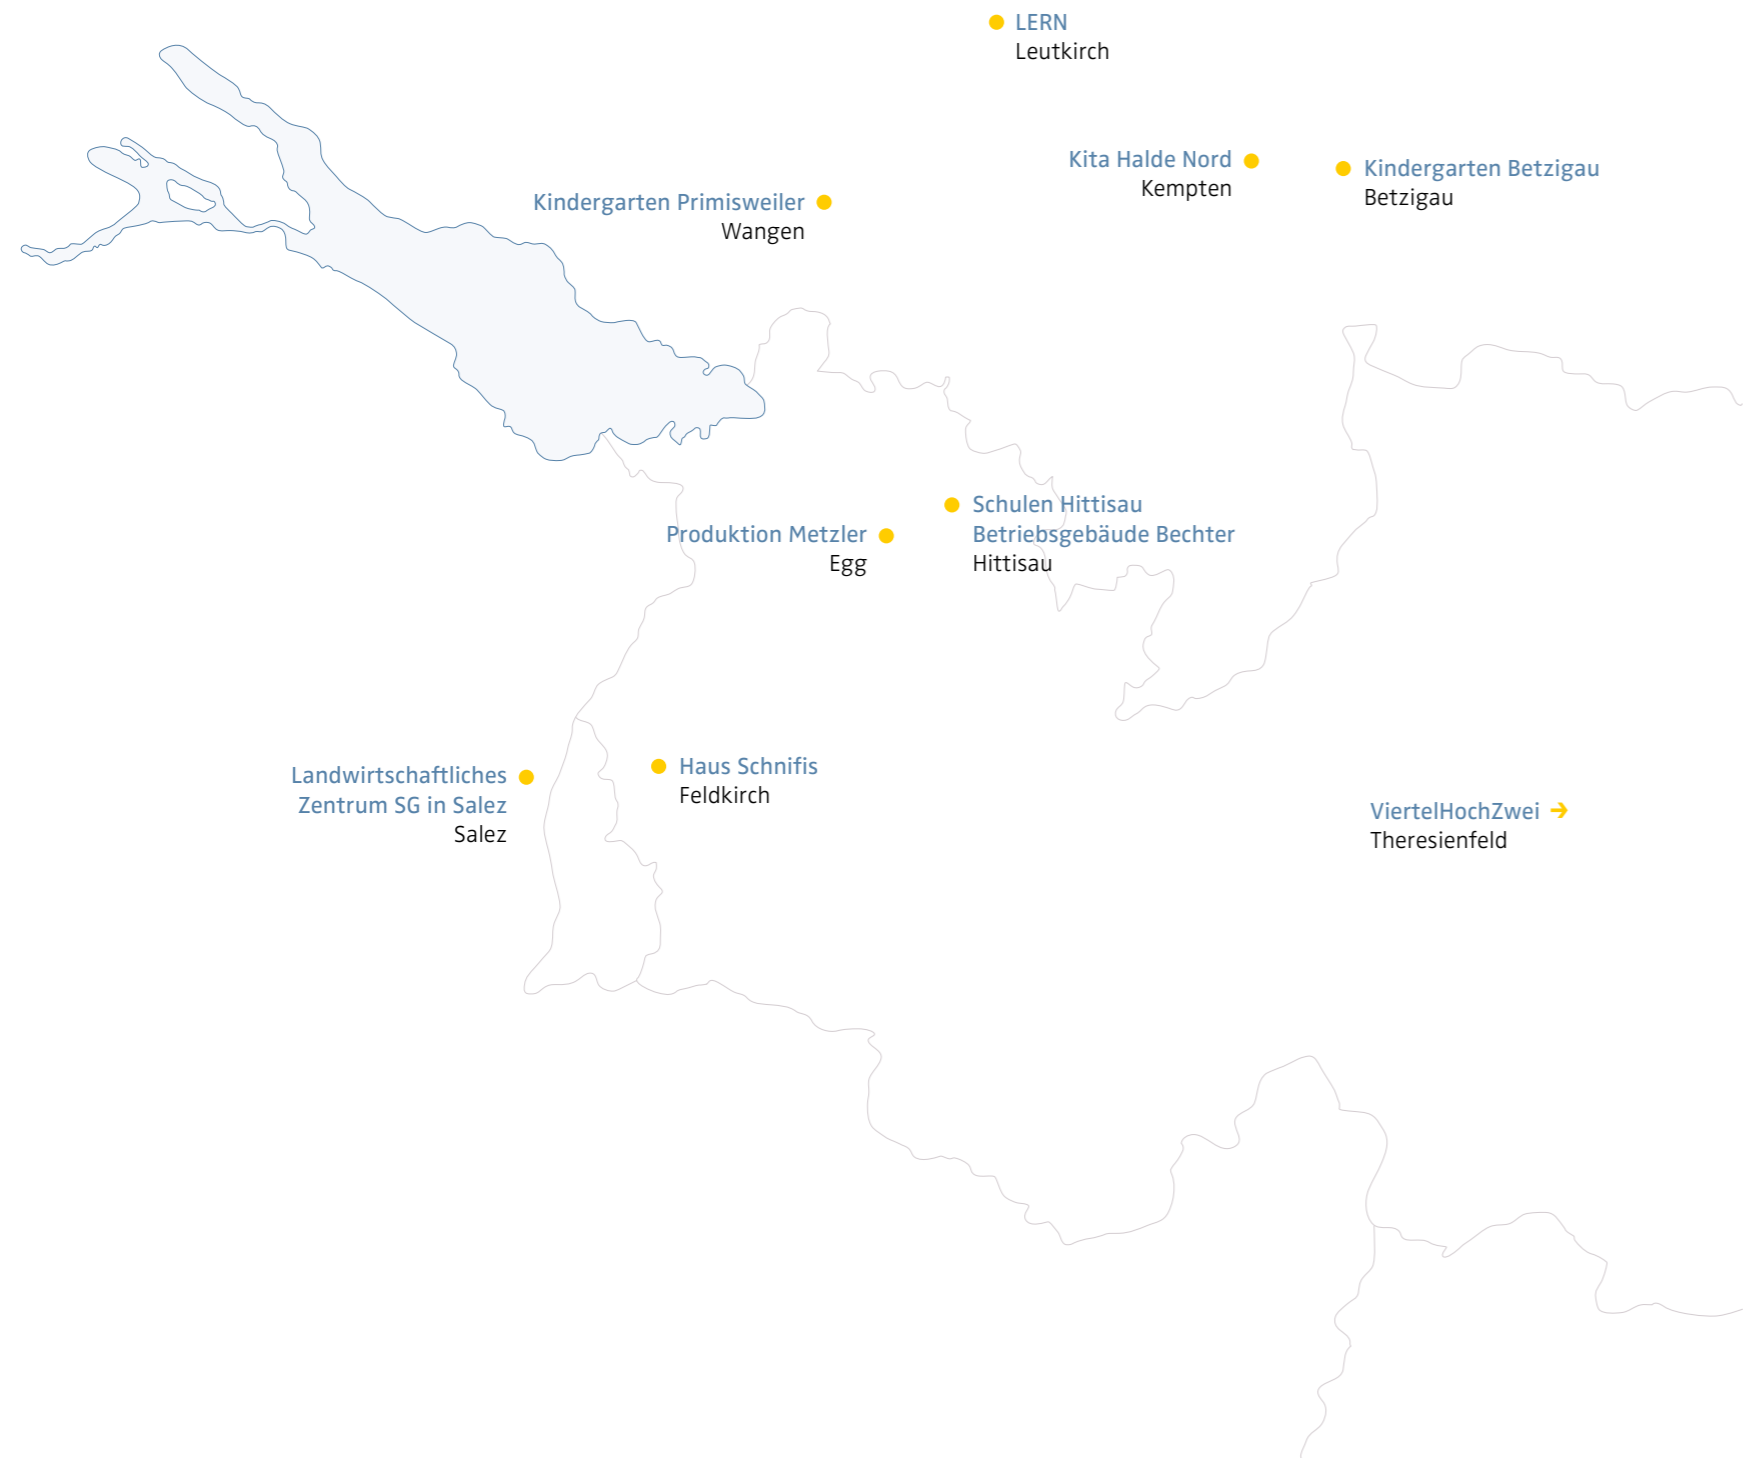 LERN
Leutkirch
Kita Halde Nord
Kempten
Kindergarten Betzigau
Betzigau
Kindergarten Primisweiler
Wangen
Schulen Hittisau
Betriebsgebäude Bechter
Hittisau
Produktion Metzler
Egg
Landwirtschaftliches
Zentrum SG in Salez
Salez
Haus Schnifis
Feldkirch
ViertelHochZwei →
Theresienfeld